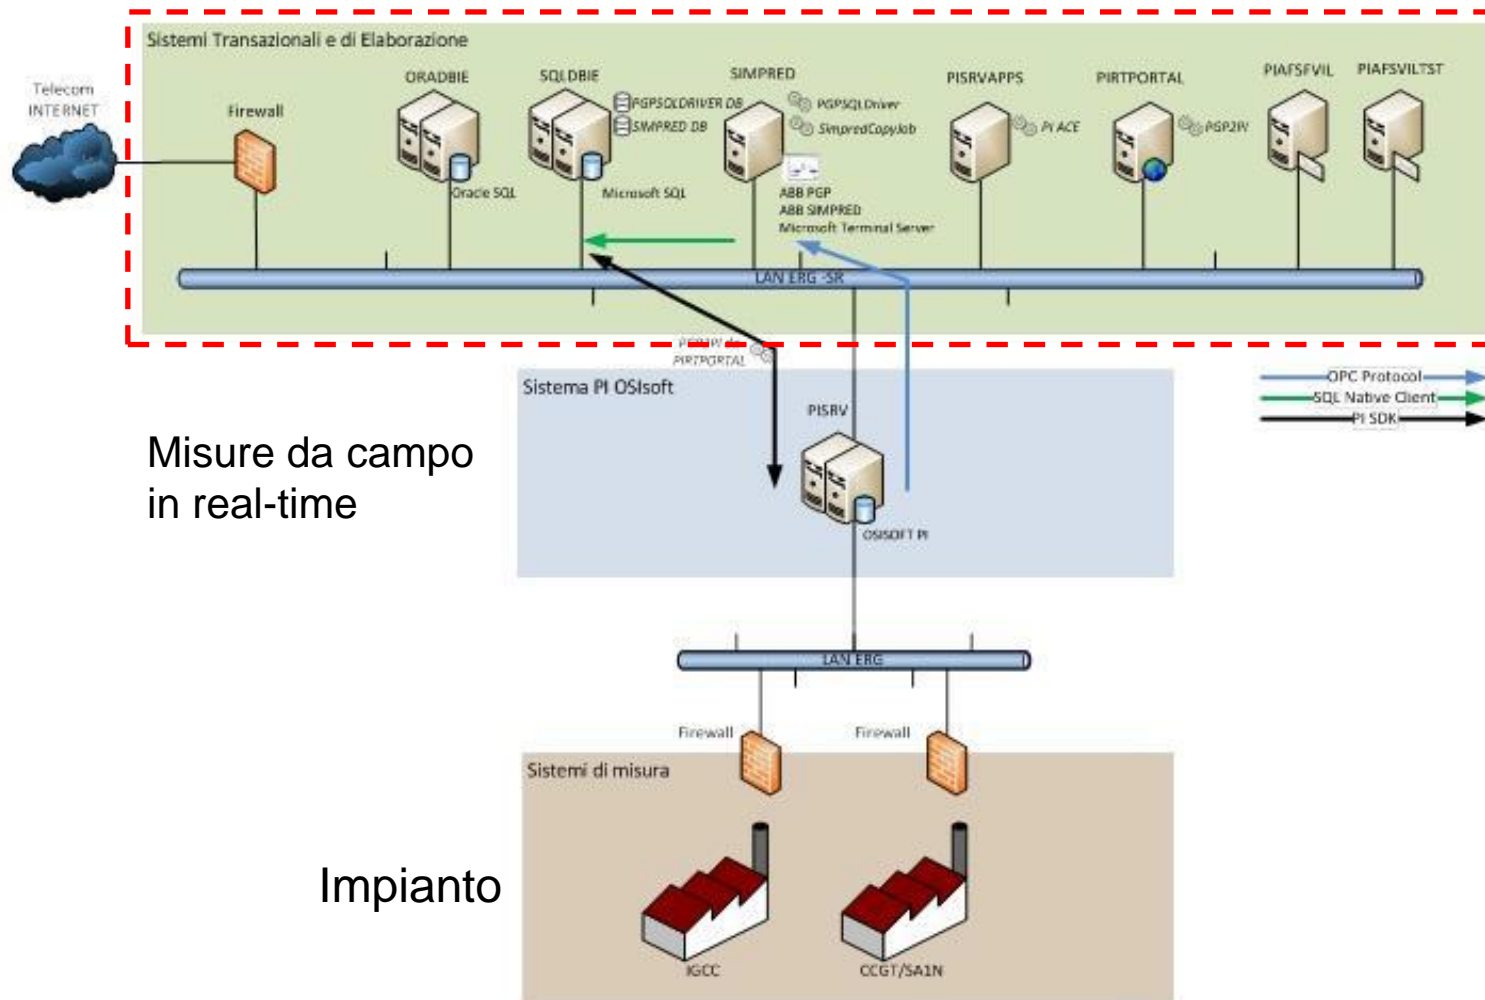 Sistemi Transazionali e di Elaborazione
Telecom
INTERNET
Firewall
ORADBIE
Oracle SQL
SQLDBIE
PGPSQLDRIVER DB
SIMPRED DB
Microsoft SQL
SIMPRED
PGPSQLDriver
SimpredCopyJob
ABB PGP
ABB SIMPRED
Microsoft Terminal Server
PISRVAPPS
PI ACE
PIRTPORTAL
PGP2PI
PIAFSFVIL
PIAFSVILTST
LAN ERG -SR
PGP2PI da
PIRTPORTAL
OPC Protocol
SQL Native Client
PI SDK
Sistema PI OSIsoft
PISRV
OSISOFT PI
Misure da campo
in real-time
LAN ERG
Firewall
Firewall
Sistemi di misura
Impianto
IGCC
CCGT/SA1N